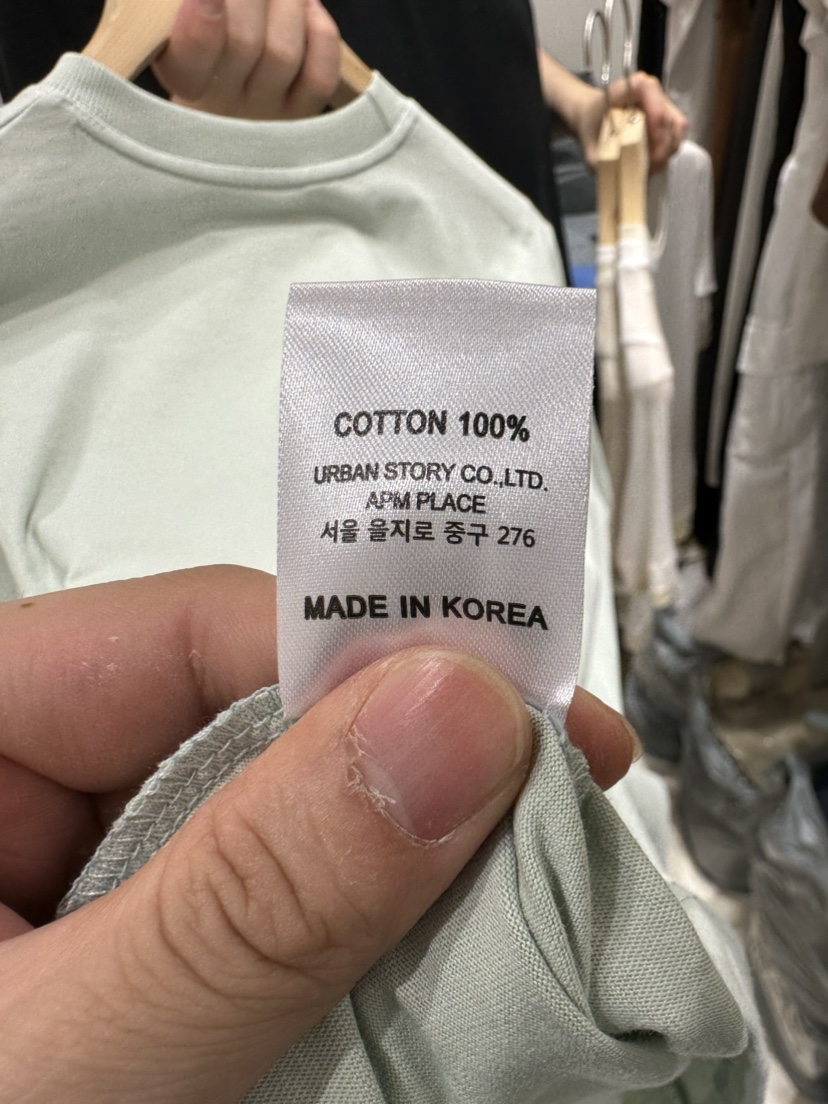 COTTON 100%
URBAN STORY CO.,LTD.
APM PLACE
서울 을지로 중구 276
MADE IN KOREA